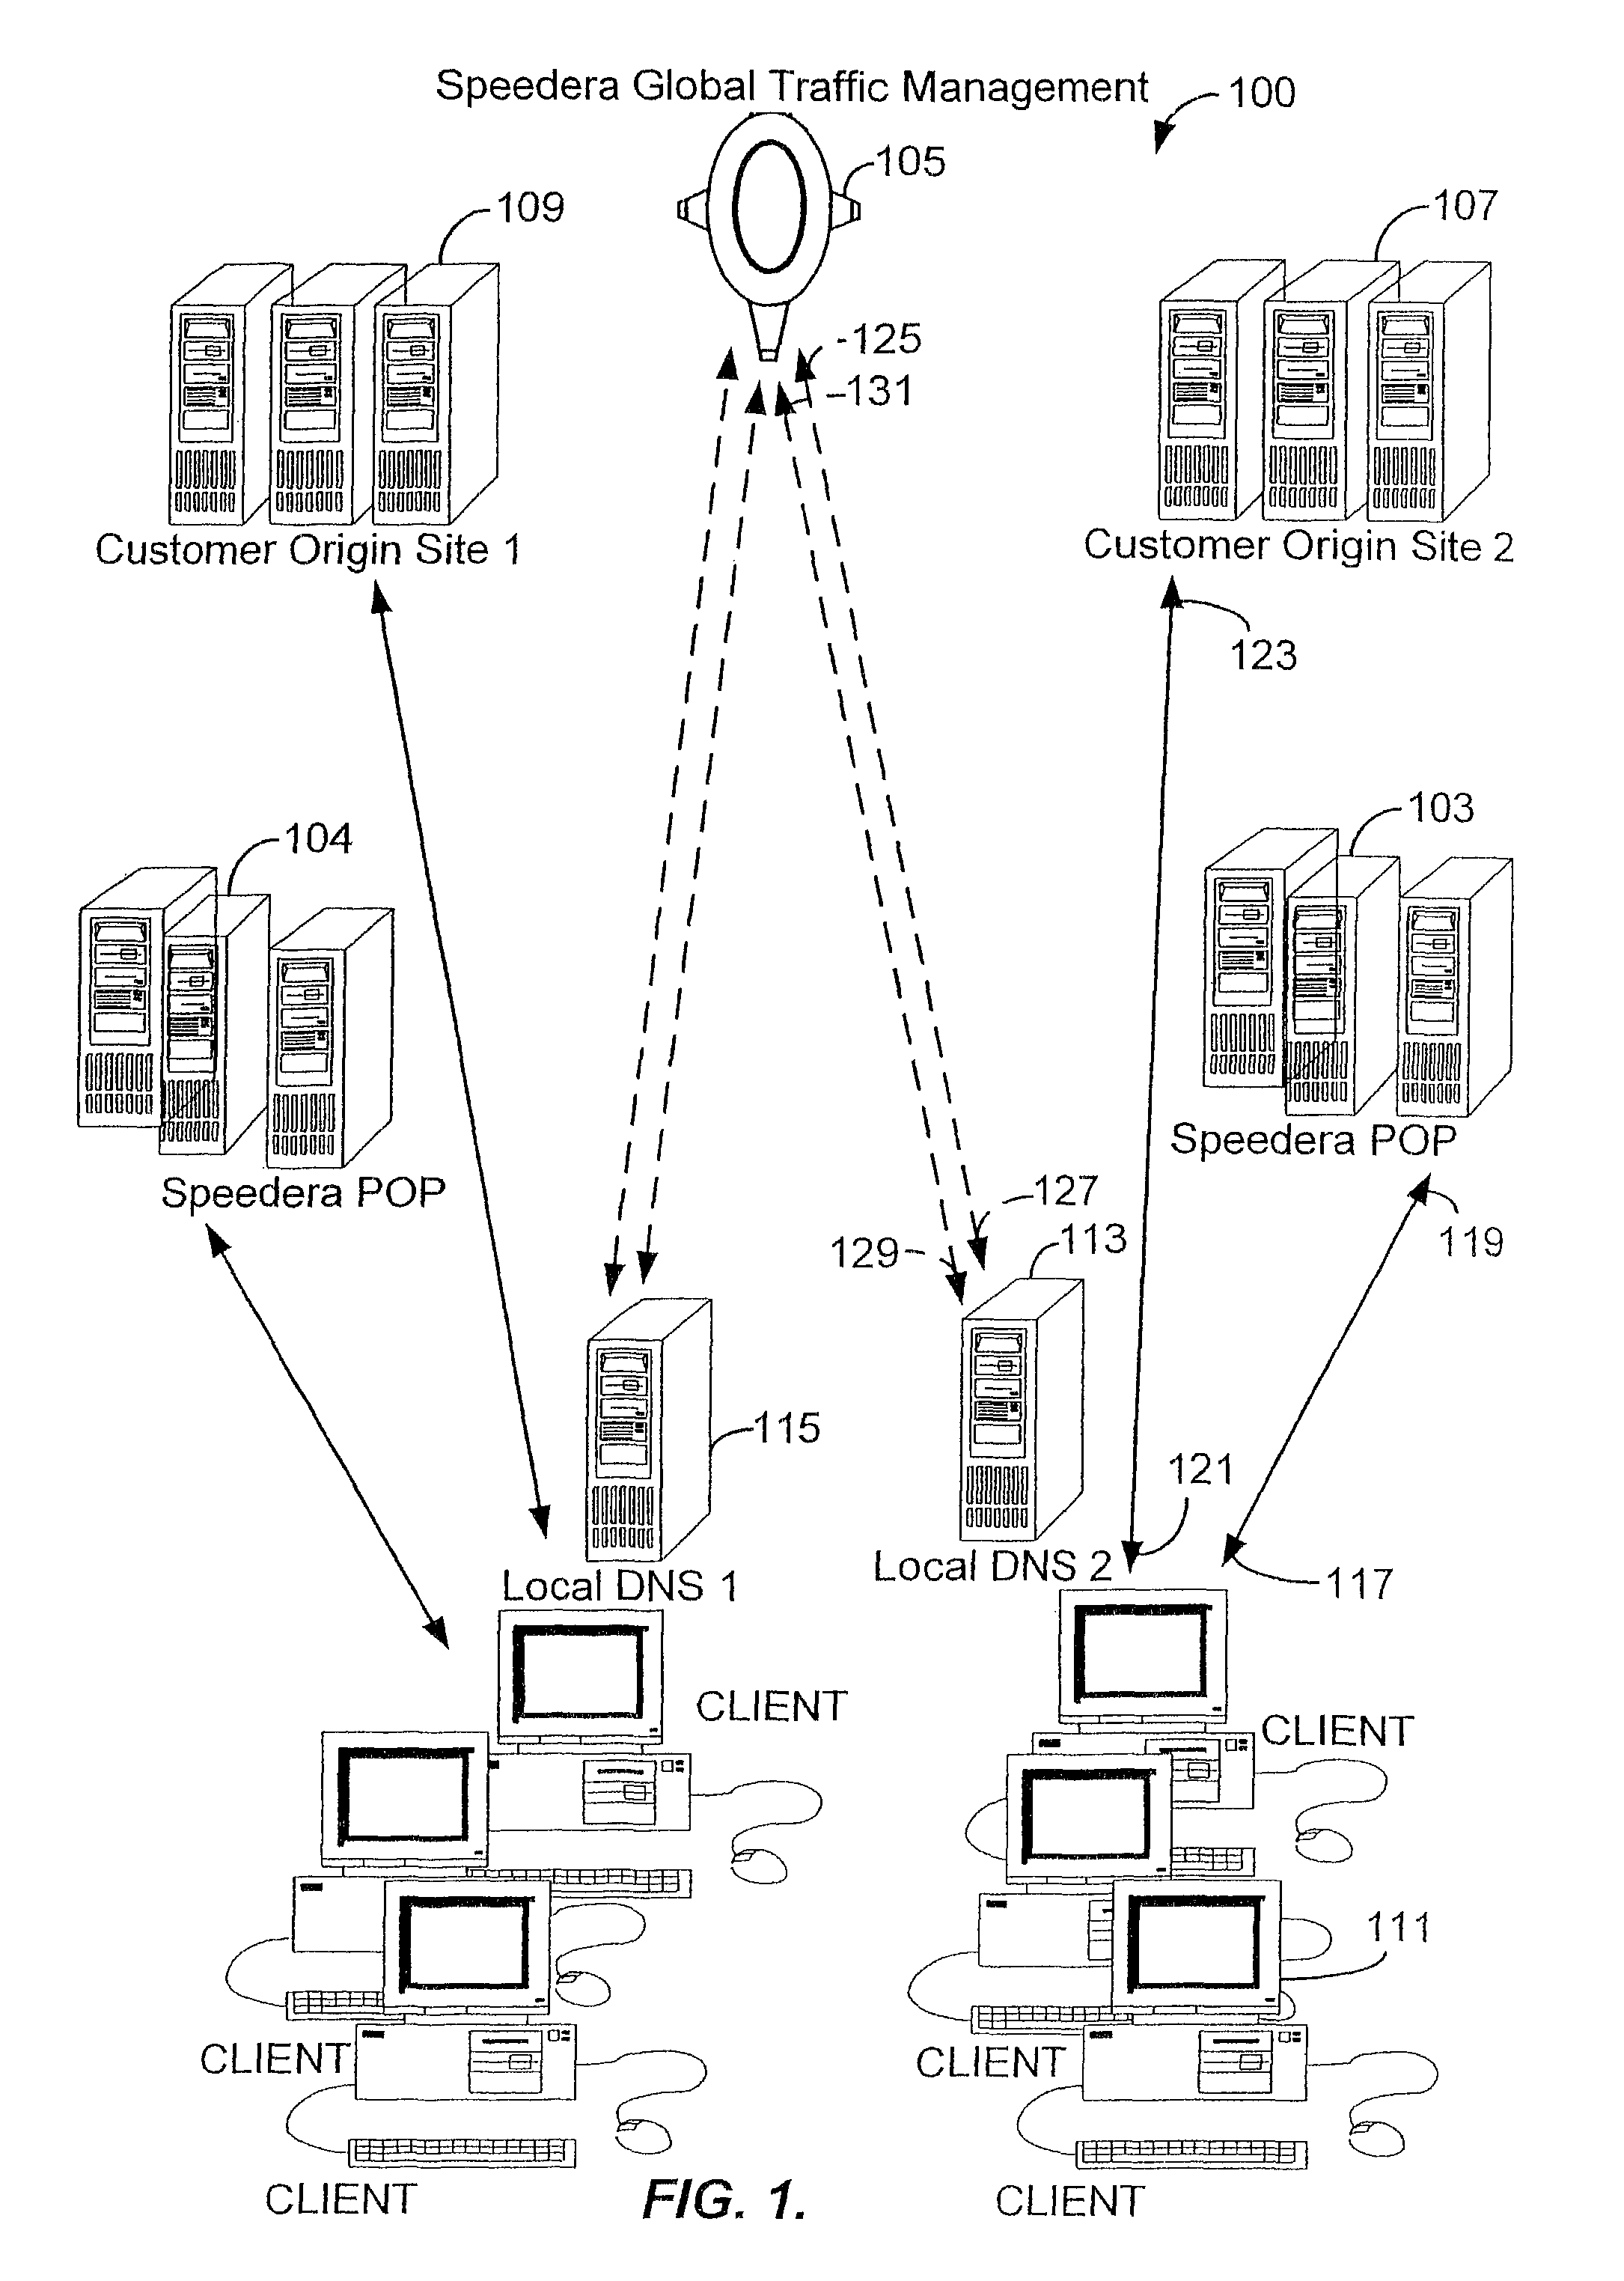 Speedera Global Traffic Management
100
105
109
107
-125
-131
Customer Origin Site 1
Customer Origin Site 2
123
104
103
Speedera POP
Speedera POP
127
119
129
113
115
121
Local DNS 1
Local DNS 2
117
CLIENT
CLIENT
111
CLIENT
CLIENT
CLIENT
CLIENT
FIG. 1.